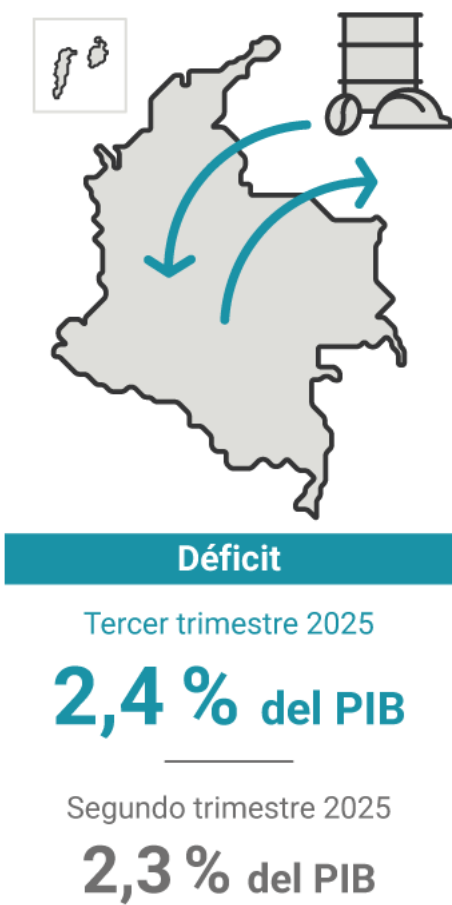 Déficit
Tercer trimestre 2025
2,4 % del PIB
Segundo trimestre 2025
2,3 % del PIB